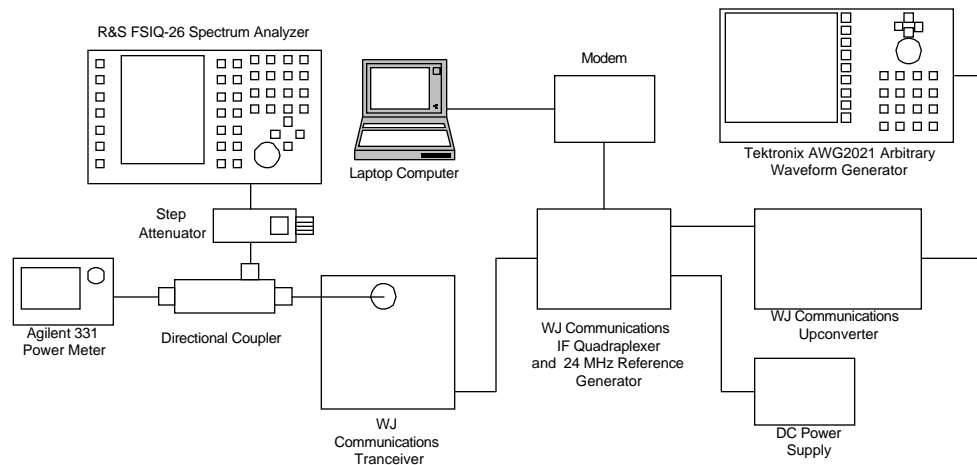 R&S FSIQ-26 Spectrum Analyzer
Modem
Laptop Computer
Tektronix AWG2021 Arbitrary
Waveform Generator
Step
Attenuator
Agilent 331
Power Meter
Directional Coupler
WJ Communications
IF Quadraplexer
and 24 MHz Reference
Generator
WJ Communications
Upconverter
WJ
Communications
Tranceiver
DC Power
Supply